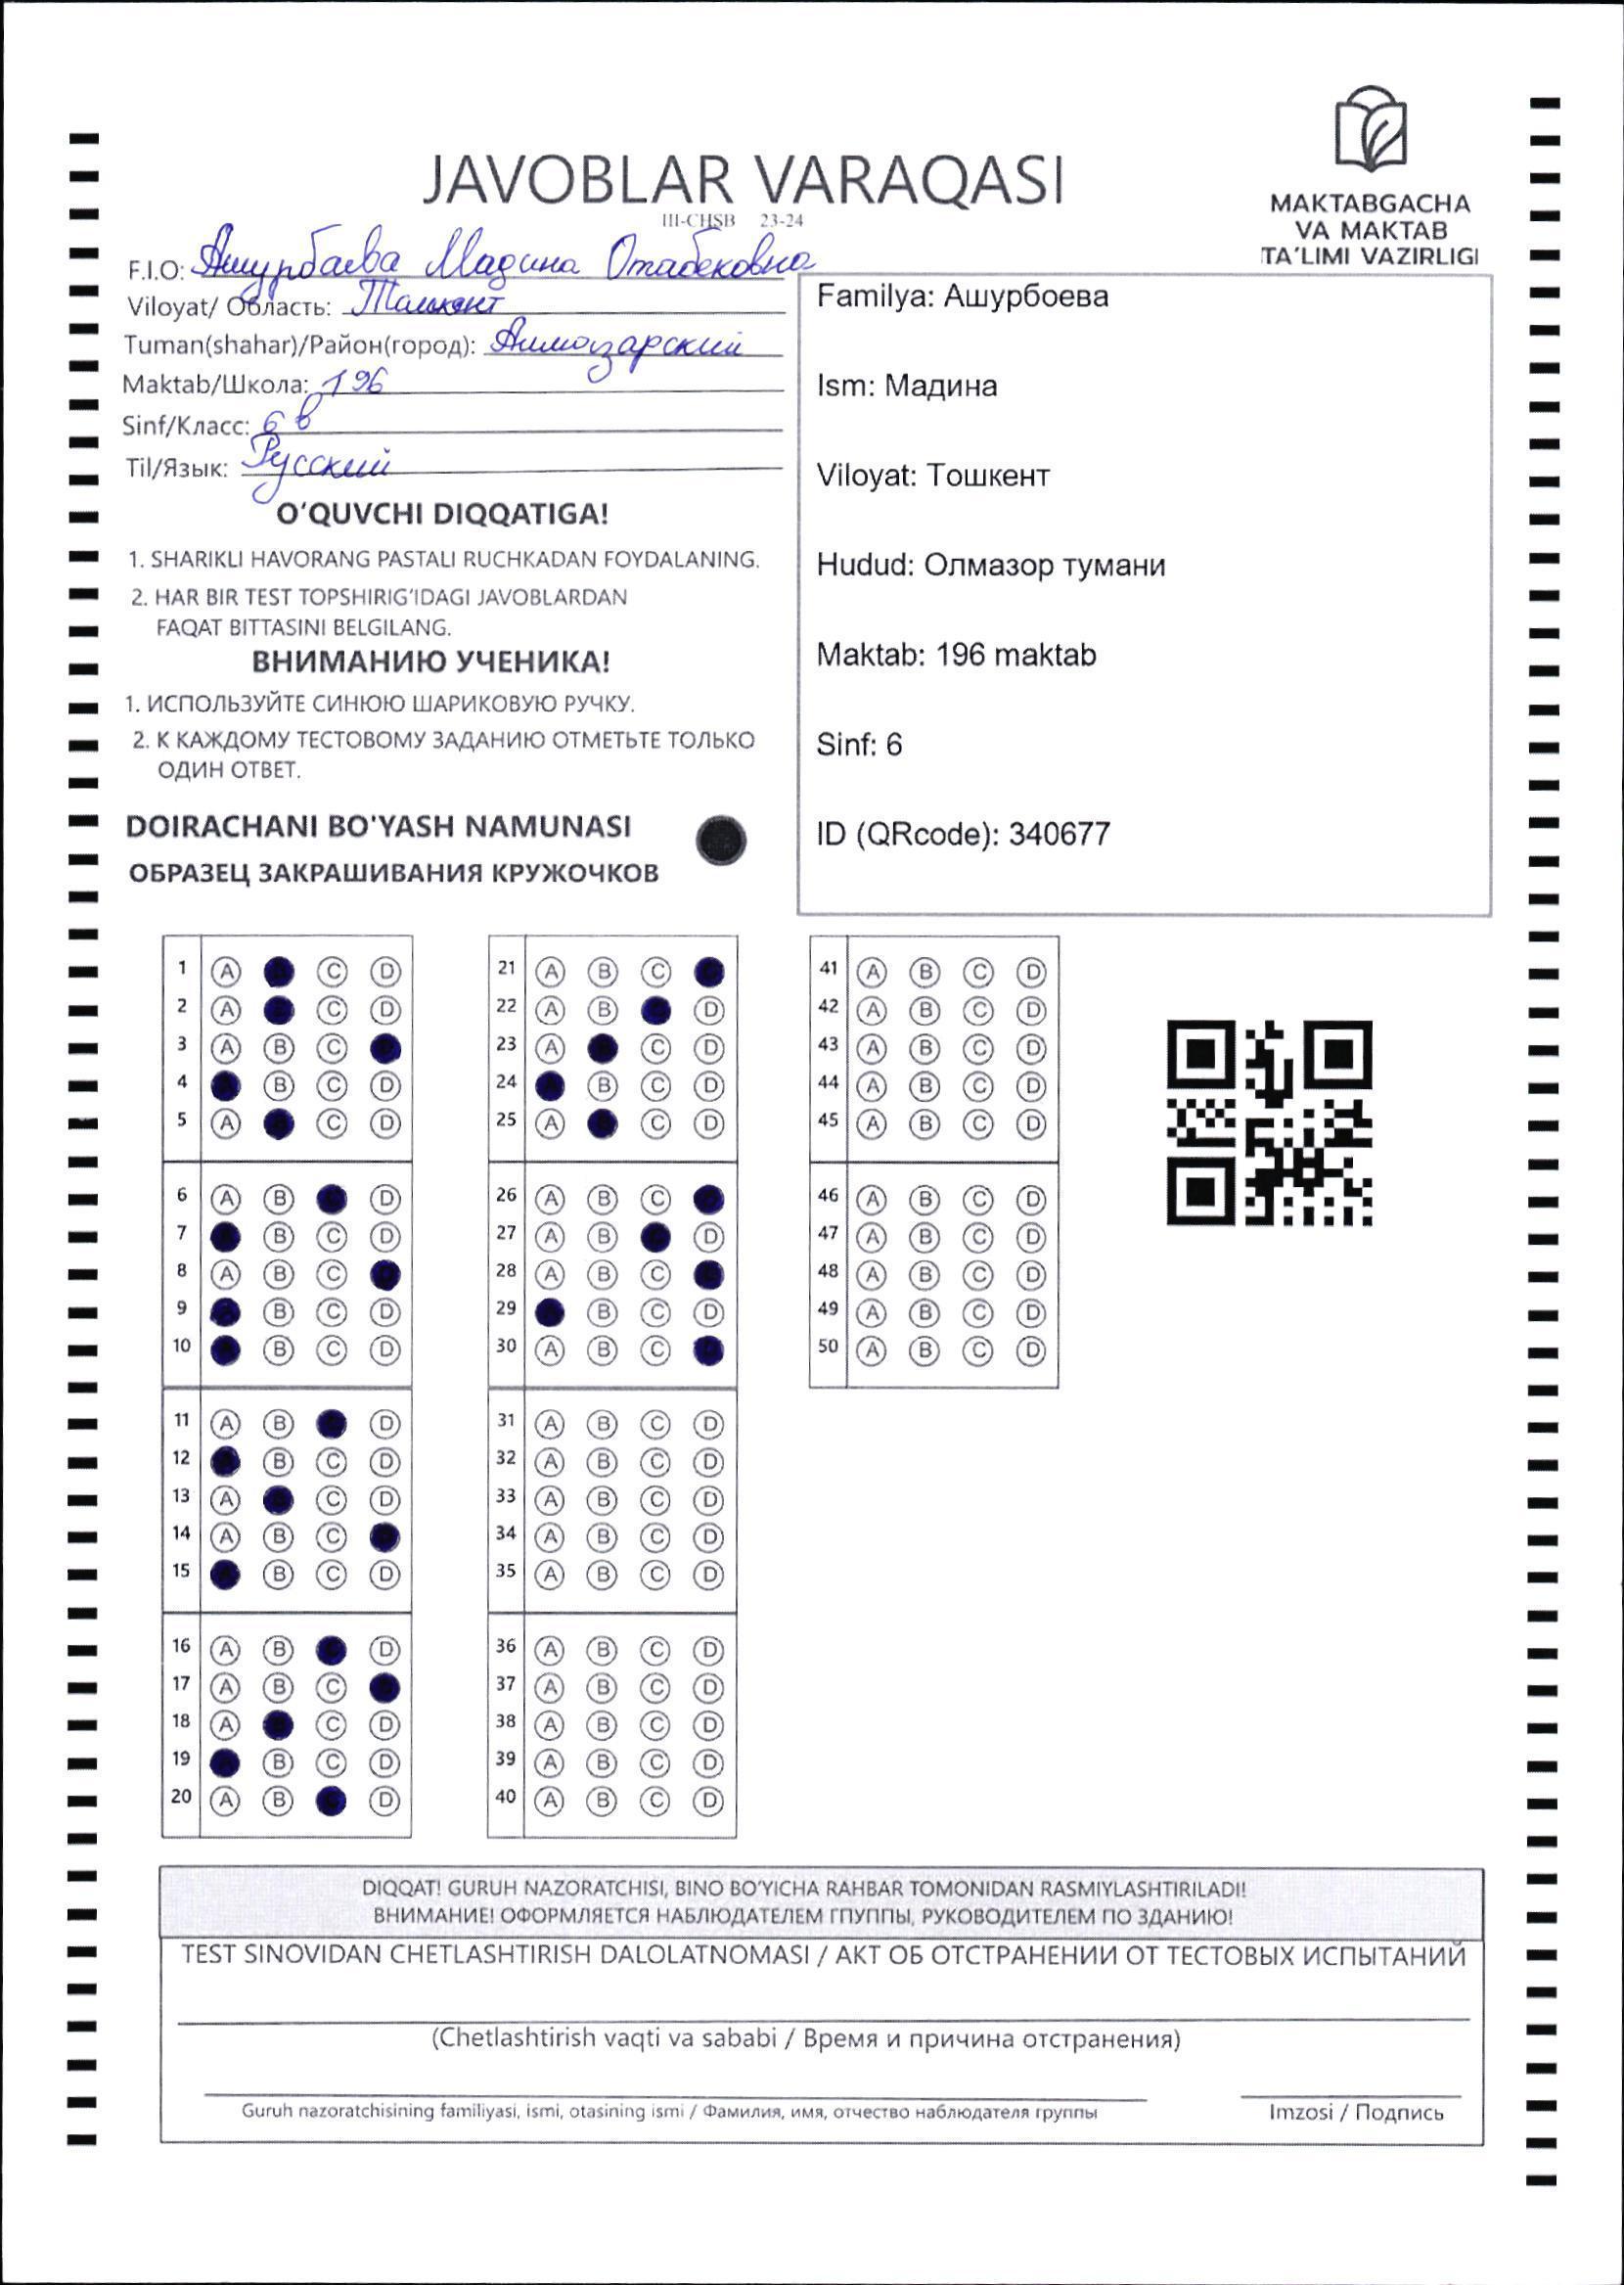 JAVOBLAR VARAQASI
III-CHSB 23-24
MAKTABGACHA
VA MAKTAB
TA'LIMI VAZIRLIGI
F.I.O: Ашурбаева Мадина Отабековна
Viloyat/ Область: Ташкент
Tuman(shahar)/Район(город): Алмазарский
Maktab/Школа: 196
Sinf/Класс: 6 в
Til/Язык: Русский
O'QUVCHI DIQQATIGA!
1. SHARIKLI HAVORANG PASTALI RUCHKADAN FOYDALANING.
2. HAR BIR TEST TOPSHIRIG'IDAGI JAVOBLARDAN
FAQAT BITTASINI BELGILANG.
ВНИМАНИЮ УЧЕНИКА!
1. ИСПОЛЬЗУЙТЕ СИНЮЮ ШАРИКОВУЮ РУЧКУ.
2. К КАЖДОМУ ТЕСТОВОМУ ЗАДАНИЮ ОТМЕТЬТЕ ТОЛЬКО
ОДИН ОТВЕТ.
DOIRACHANI BO'YASH NAMUNASI
ОБРАЗЕЦ ЗАКРАШИВАНИЯ КРУЖОЧКОВ
Familya: Ашурбоева
Ism: Мадина
Viloyat: Тошкент
Hudud: Олмазор тумани
Maktab: 196 maktab
Sinf: 6
ID (QRcode): 340677
1 A C D
2 A C D
3 A B C
4 B C D
5 A C D
6 A B D
7 B C D
8 A B C
9 B C D
10 B C D
11 A B D
12 B C D
13 A C D
14 A B C
15 B C D
16 A B D
17 A B C
18 A C D
19 B C D
20 A B D
21 A B C
22 A B D
23 A C D
24 B C D
25 A C D
26 A B C
27 A B D
28 A B C
29 B C D
30 A B C
31 A B C D
32 A B C D
33 A B C D
34 A B C D
35 A B C D
36 A B C D
37 A B C D
38 A B C D
39 A B C D
40 A B C D
41 A B C D
42 A B C D
43 A B C D
44 A B C D
45 A B C D
46 A B C D
47 A B C D
48 A B C D
49 A B C D
50 A B C D
DIQQAT! GURUH NAZORATCHISI, BINO BO'YICHA RAHBAR TOMONIDAN RASMIYLASHTIRILADI!
ВНИМАНИЕ! ОФОРМЛЯЕТСЯ НАБЛЮДАТЕЛЕМ ГПУППЫ, РУКОВОДИТЕЛЕМ ПО ЗДАНИЮ!
TEST SINOVIDAN CHETLASHTIRISH DALOLATNOMASI / АКТ ОБ ОТСТРАНЕНИИ ОТ ТЕСТОВЫХ ИСПЫТАНИЙ
(Chetlashtirish vaqti va sababi / Время и причина отстранения)
Guruh nazoratchisining familiyasi, ismi, otasining ismi / Фамилия, имя, отчество наблюдателя группы
Imzosi / Подпись